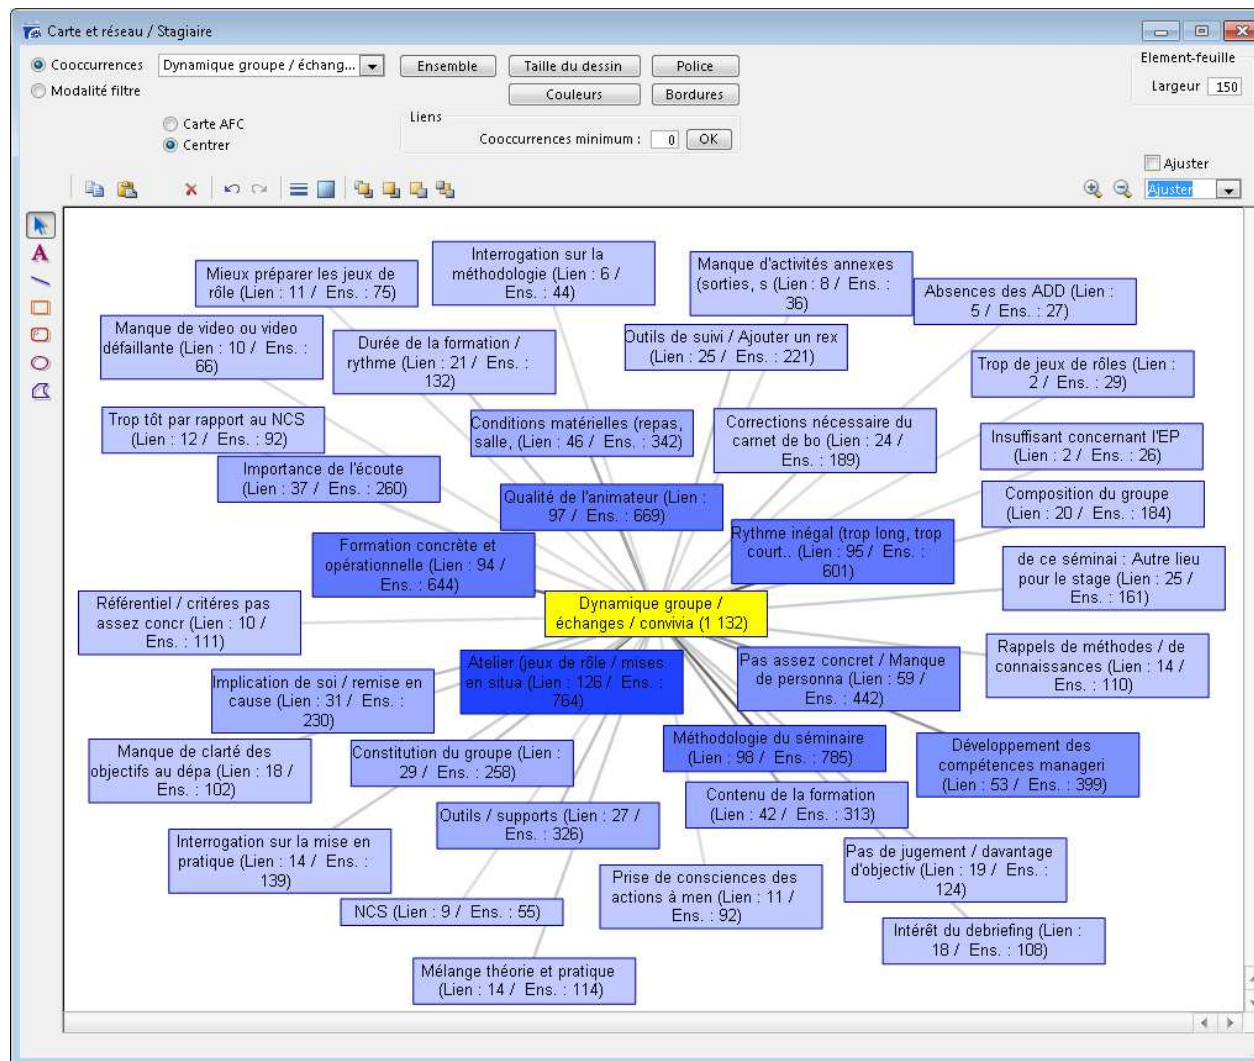 Carte et réseau / Stagiaire
Cooccurrences
Dynamique groupe / échang...
Ensemble
Taille du dessin
Police
Element-feuille
Modalité filtre
Couleurs
Bordures
Largeur 150
Carte AFC
Liens
Centrer
Cooccurrences minimum : 0 OK
Ajuster
Ajuster
A
Interrogation sur la
méthodologie (Lien : 6 /
Ens. : 44)
Mieux préparer les jeux de
rôle (Lien : 11 / Ens. : 75)
Manque d'activités annexes
(sorties, s (Lien : 8 / Ens. :
36)
Absences des ADD (Lien :
5 / Ens. : 27)
Manque de video ou video
défaillante (Lien : 10 / Ens. :
66)
Durée de la formation /
rythme (Lien : 21 / Ens. :
132)
Outils de suivi / Ajouter un rex
(Lien : 25 / Ens. : 221)
Trop de jeux de rôles (Lien :
2 / Ens. : 29)
Trop tôt par rapport au NCS
(Lien : 12 / Ens. : 92)
Conditions matérielles (repas,
salle, (Lien : 46 / Ens. : 342)
Corrections nécessaire du
carnet de bo (Lien : 24 /
Ens. : 189)
Insuffisant concernant l'EP
(Lien : 2 / Ens. : 26)
Importance de l'écoute
(Lien : 37 / Ens. : 260)
Qualité de l'animateur (Lien :
97 / Ens. : 669)
Composition du groupe
(Lien : 20 / Ens. : 184)
Formation concrète et
opérationnelle (Lien : 94 /
Ens. : 644)
Rythme inégal (trop long, trop
court.. (Lien : 95 / Ens. :
601)
de ce séminai : Autre lieu
pour le stage (Lien : 25 /
Ens. : 161)
Référentiel / critéres pas
assez concr (Lien : 10 /
Ens. : 111)
Dynamique groupe /
échanges / convivia (1 132)
Rappels de méthodes / de
connaissances (Lien : 14 /
Ens. : 110)
Atelier (jeux de rôle / mises
en situa (Lien : 126 / Ens. :
764)
Pas assez concret / Manque
de personna (Lien : 59 /
Ens. : 442)
Implication de soi / remise en
cause (Lien : 31 / Ens. :
230)
Méthodologie du séminaire
(Lien : 98 / Ens. : 785)
Développement des
compétences manageri
(Lien : 53 / Ens. : 399)
Manque de clarté des
objectifs au dépa (Lien : 18 /
Ens. : 102)
Constitution du groupe (Lien :
29 / Ens. : 258)
Contenu de la formation
(Lien : 42 / Ens. : 313)
Outils / supports (Lien : 27 /
Ens. : 326)
Interrogation sur la mise en
pratique (Lien : 14 / Ens. :
139)
Pas de jugement / davantage
d'objectiv (Lien : 19 / Ens. :
124)
Prise de consciences des
actions à men (Lien : 11 /
Ens. : 92)
NCS (Lien : 9 / Ens. : 55)
Intérêt du debriefing (Lien :
18 / Ens. : 108)
Mélange théorie et pratique
(Lien : 14 / Ens. : 114)